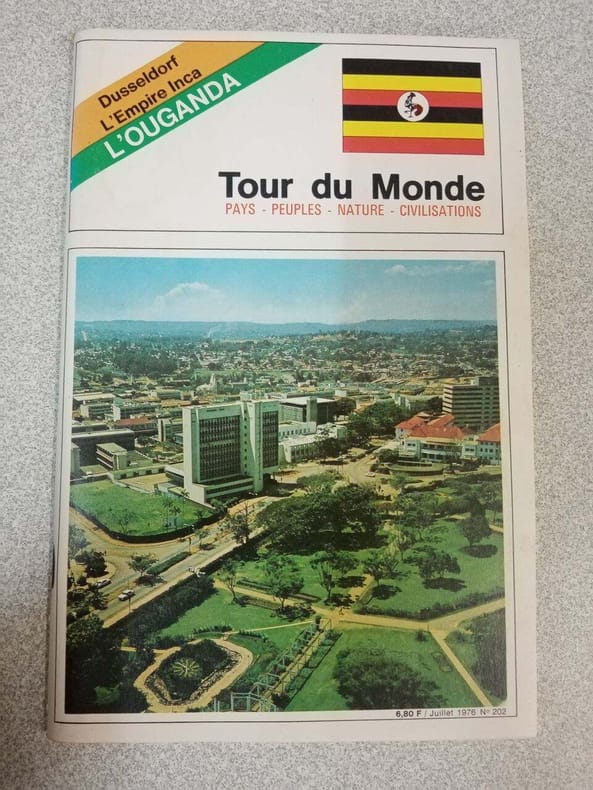 Dusseldorf
L'Empire Inca
L'OUGANDA
Tour du Monde
PAYS - PEUPLES - NATURE - CIVILISATIONS
6,80 F / Juillet 1976 N° 202